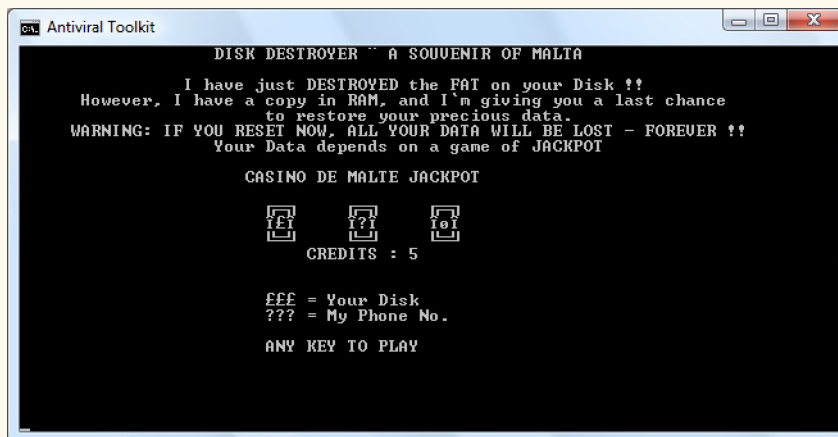 Antiviral Toolkit
DISK DESTROYER ¨ A SOUVENIR OF MALTA
I have just DESTROYED the FAT on your Disk !!
However, I have a copy in RAM, and I`m giving you a last chance
to restore your precious data.
WARNING: IF YOU RESET NOW, ALL YOUR DATA WILL BE LOST - FOREVER !!
Your Data depends on a game of JACKPOT
CASINO DE MALTE JACKPOT
£ ? ø
CREDITS : 5
£££ = Your Disk
??? = My Phone No.
ANY KEY TO PLAY